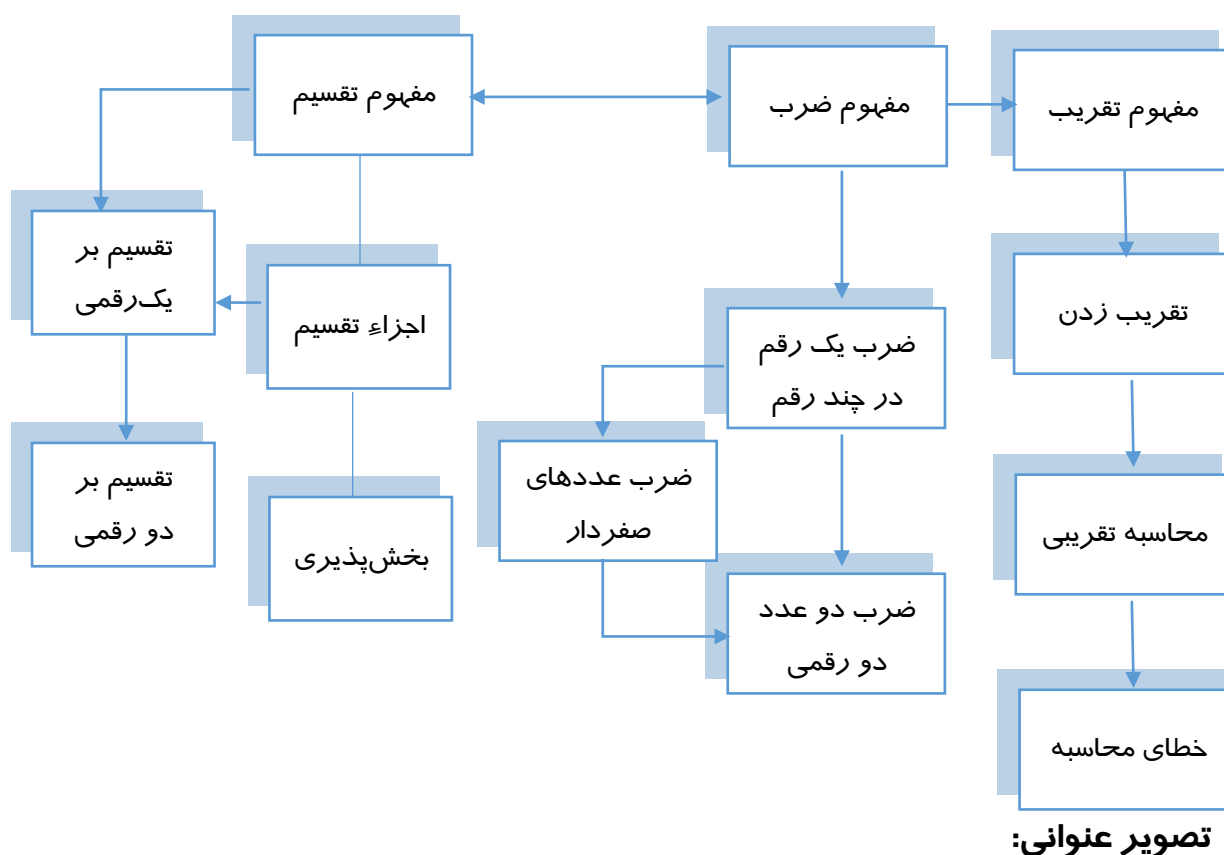 مفهوم تقریب
مفهوم ضرب
مفهوم تقسیم
تقسیم بر
یک‌رقمی
اجزاءِ تقسیم
تقریب زدن
ضرب یک رقم
در چند رقم
ضرب عددهای
صفردار
تقسیم بر
دو رقمی
بخش‌پذیری
محاسبه تقریبی
ضرب دو عدد
دو رقمی
خطای محاسبه
تصویر عنوانی: